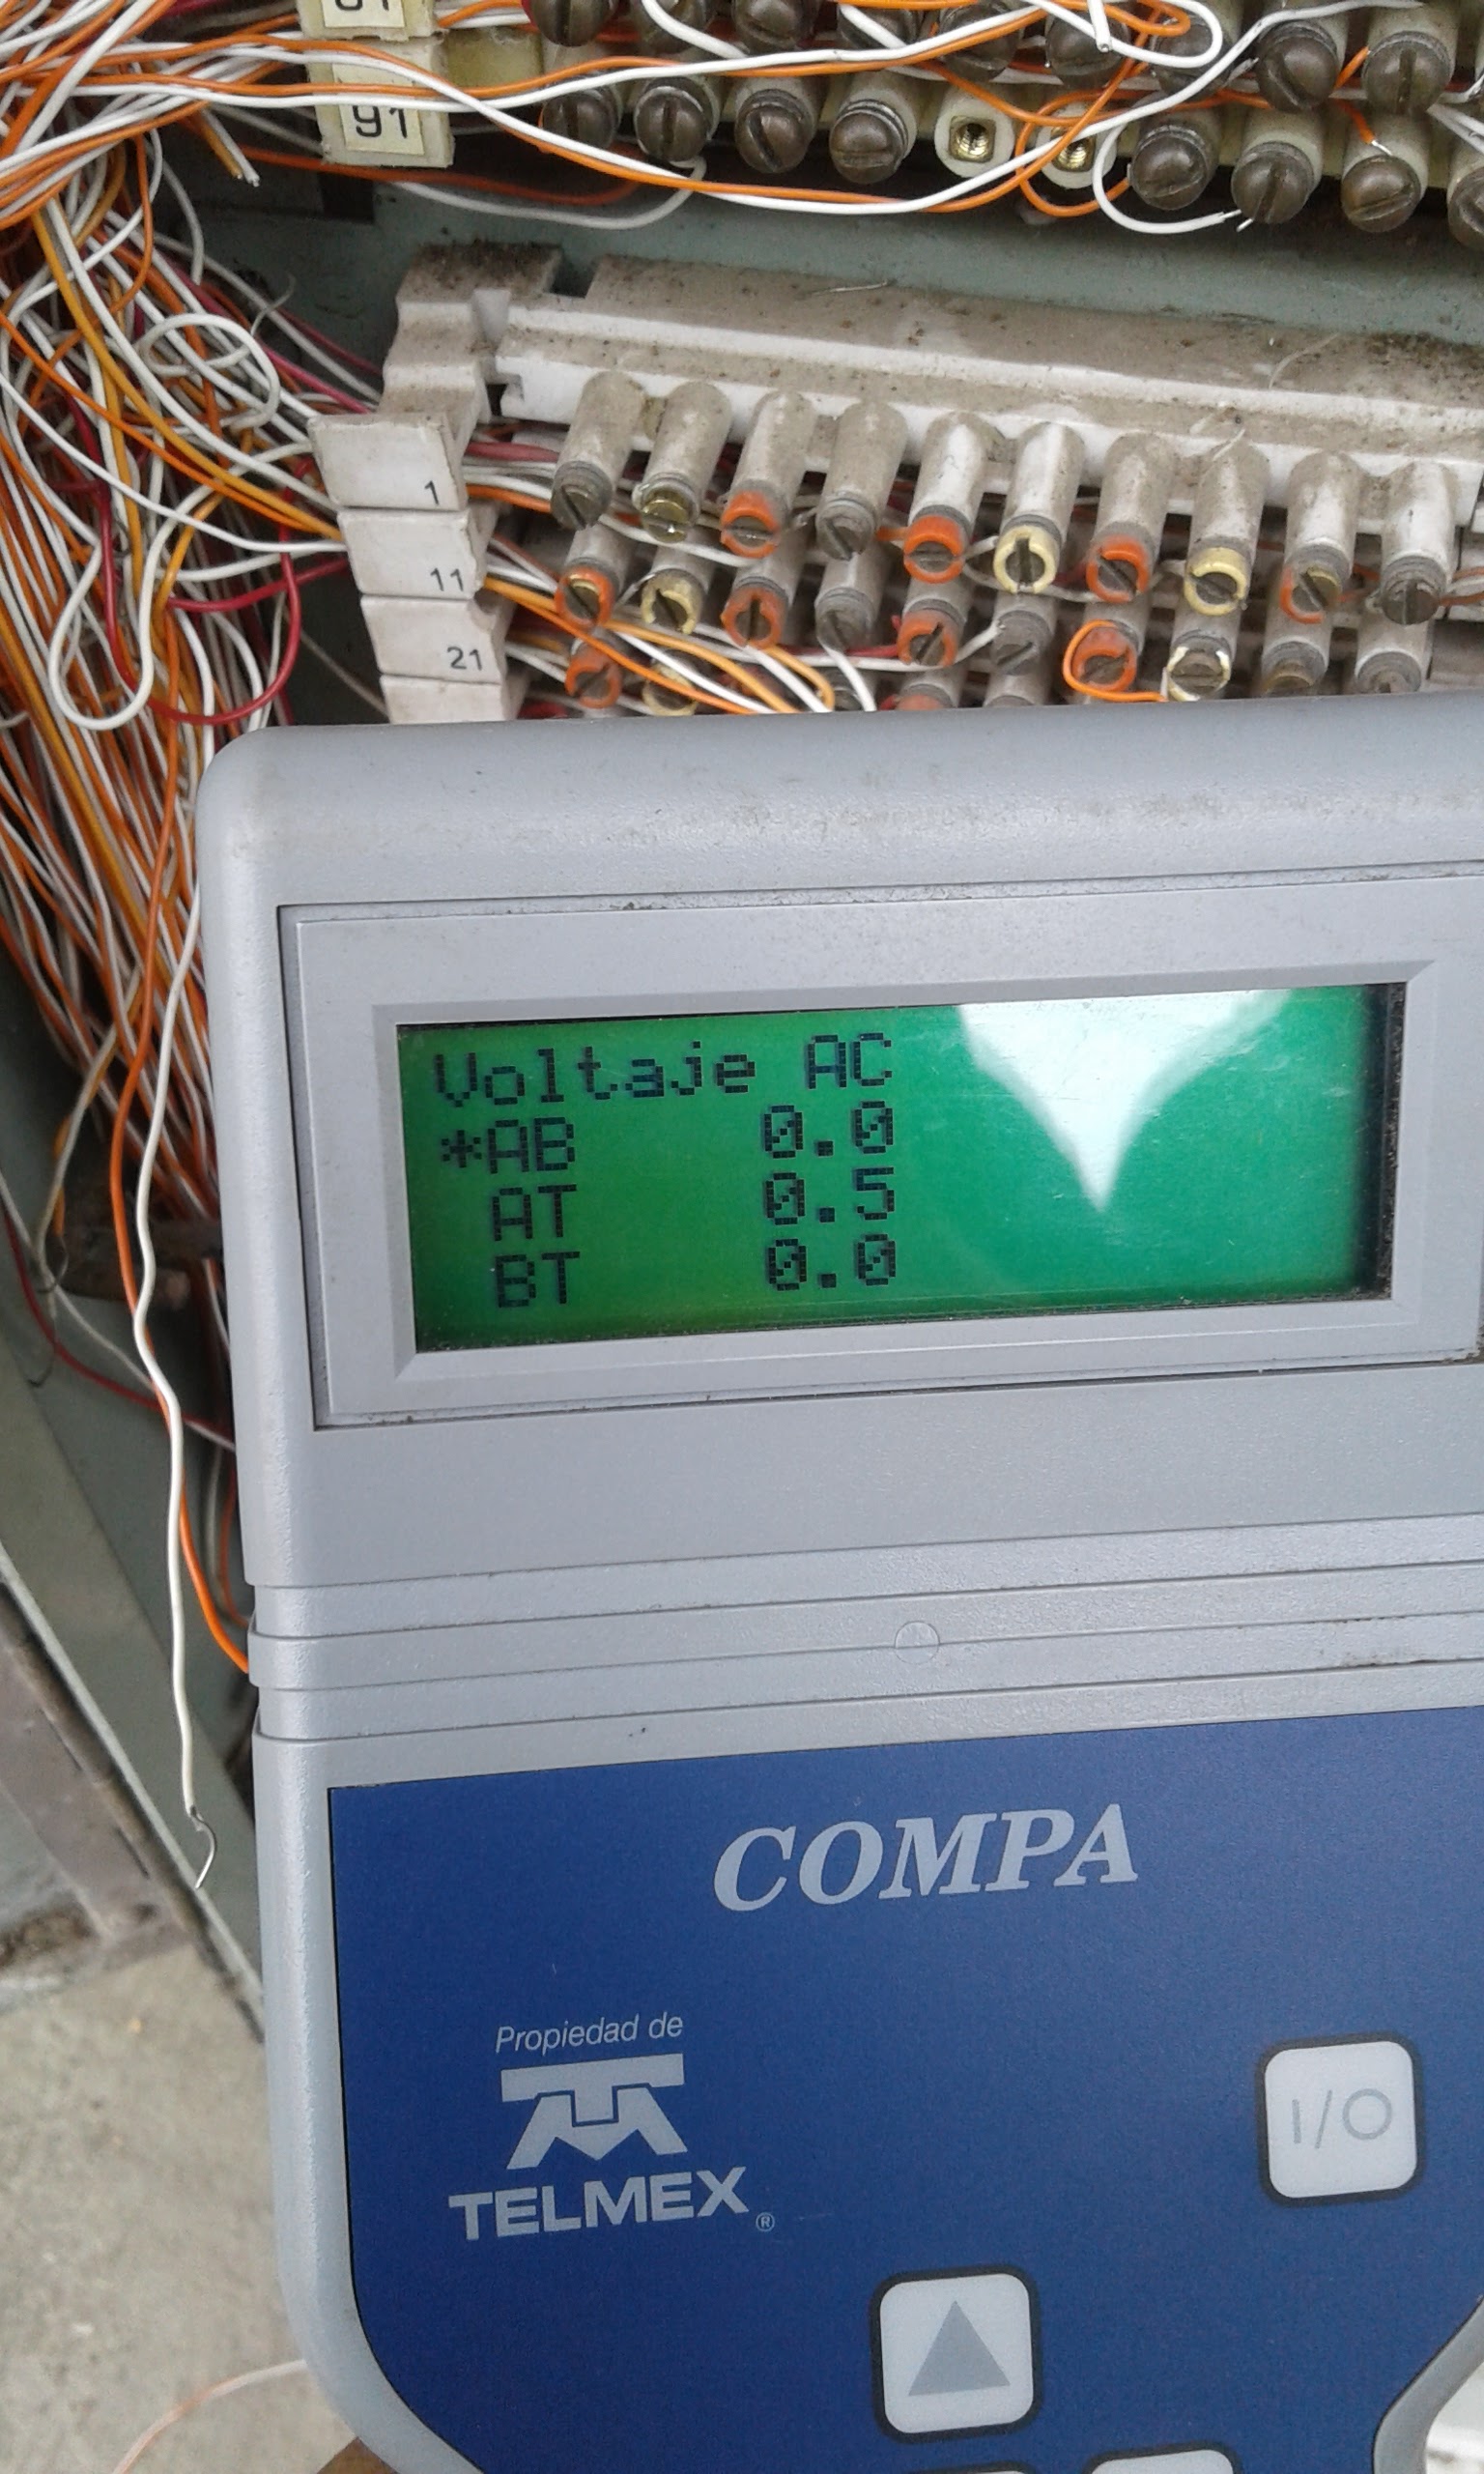 91
1
11
21
Voltaje AC
*AB 0.0
AT 0.5
BT 0.0
COMPA
Propiedad de
TELMEX®
I/O